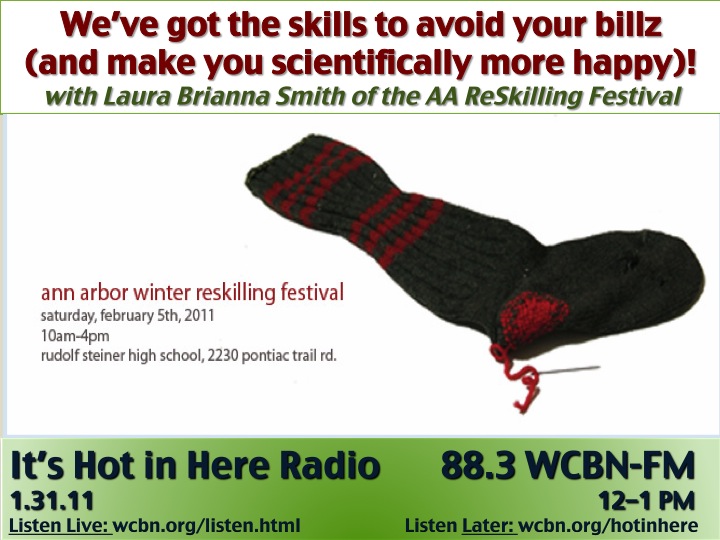 We've got the skills to avoid your billz
(and make you scientifically more happy)!
with Laura Brianna Smith of the AA ReSkilling Festival
ann arbor winter reskilling festival
saturday, february 5th, 2011
10am-4pm
rudolf steiner high school, 2230 pontiac trail rd.
It's Hot in Here Radio 88.3 WCBN-FM
1.31.11 12–1 PM
Listen Live: wcbn.org/listen.html Listen Later: wcbn.org/hotinhere